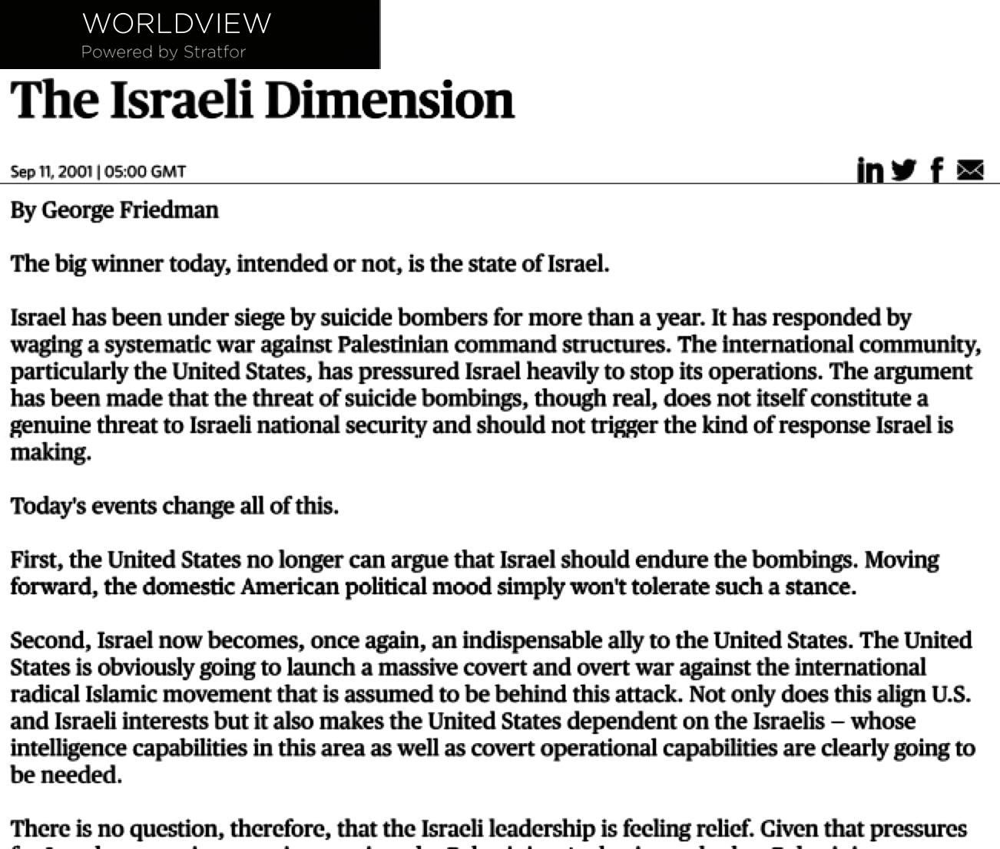 WORLDVIEW
Powered by Stratfor
The Israeli Dimension
Sep 11, 2001 | 05:00 GMT
By George Friedman
The big winner today, intended or not, is the state of Israel.
Israel has been under siege by suicide bombers for more than a year. It has responded by
waging a systematic war against Palestinian command structures. The international community,
particularly the United States, has pressured Israel heavily to stop its operations. The argument
has been made that the threat of suicide bombings, though real, does not itself constitute a
genuine threat to Israeli national security and should not trigger the kind of response Israel is
making.
Today's events change all of this.
First, the United States no longer can argue that Israel should endure the bombings. Moving
forward, the domestic American political mood simply won't tolerate such a stance.
Second, Israel now becomes, once again, an indispensable ally to the United States. The United
States is obviously going to launch a massive covert and overt war against the international
radical Islamic movement that is assumed to be behind this attack. Not only does this align U.S.
and Israeli interests but it also makes the United States dependent on the Israelis – whose
intelligence capabilities in this area as well as covert operational capabilities are clearly going to
be needed.
There is no question, therefore, that the Israeli leadership is feeling relief. Given that pressures